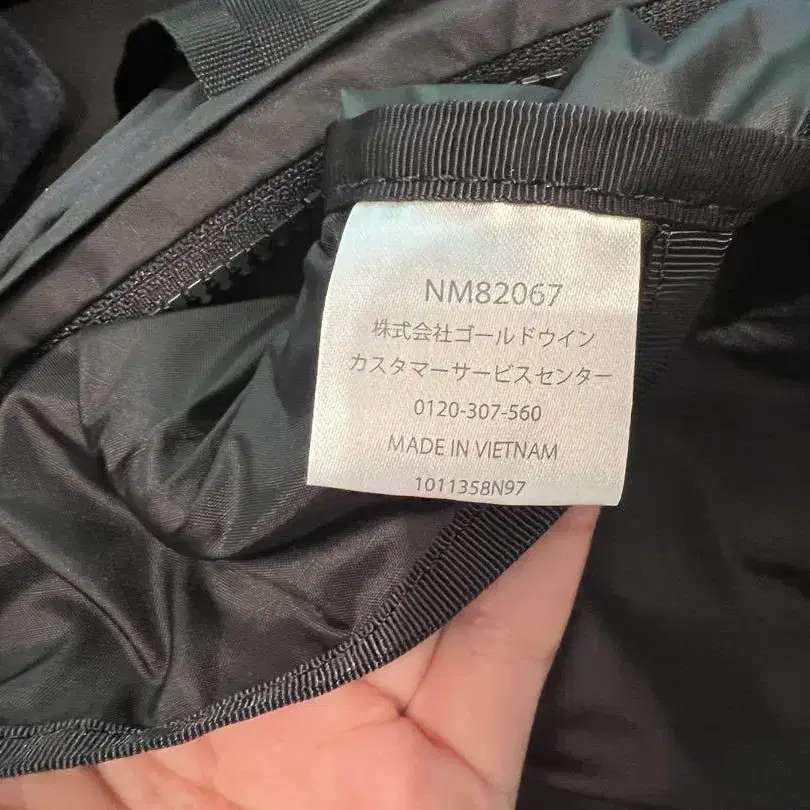 NM82067
株式会社ゴールドウイン
カスタマーサービスセンター
0120-307-560
MADE IN VIETNAM
1011358N97